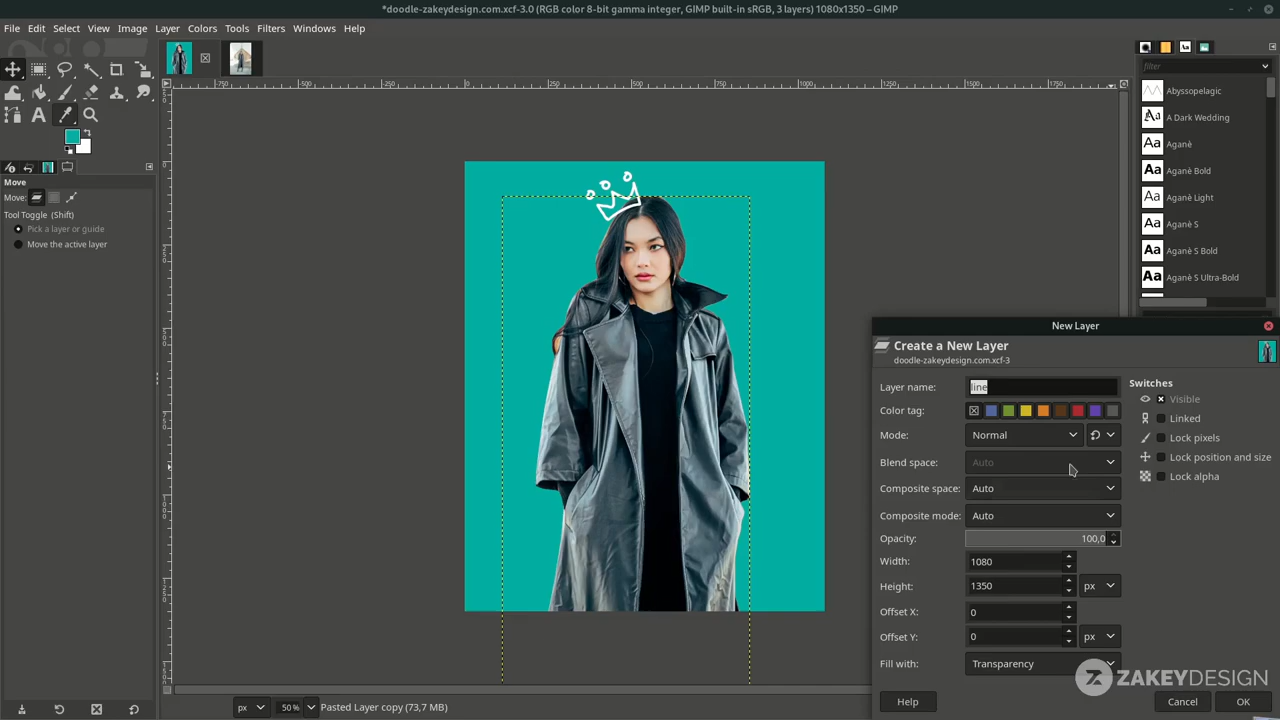 *doodle-zakeydesign.com.xcf-3.0 (RGB color 8-bit gamma integer, GIMP built-in sRGB, 3 layers) 1080x1350 – GIMP
File Edit Select View Image Layer Colors Tools Filters Windows Help
filter
Abyssopelagic
A Dark Wedding
Aganè
Aganè Bold
Aganè Light
Aganè S
Aganè S Bold
Aganè S Ultra-Bold
Move
Move:
Tool Toggle (Shift)
Pick a layer or guide
Move the active layer
New Layer
Create a New Layer
doodle-zakeydesign.com.xcf-3
Layer name: line
Color tag:
Mode: Normal
Blend space: Auto
Composite space: Auto
Composite mode: Auto
Opacity: 100,0
Width: 1080
Height: 1350 px
Offset X: 0
Offset Y: 0 px
Fill with: Transparency
Switches
Visible
Linked
Lock pixels
Lock position and size
Lock alpha
ZAKEYDESIGN
Help Cancel OK
px 50 % Pasted Layer copy (73,7 MB)